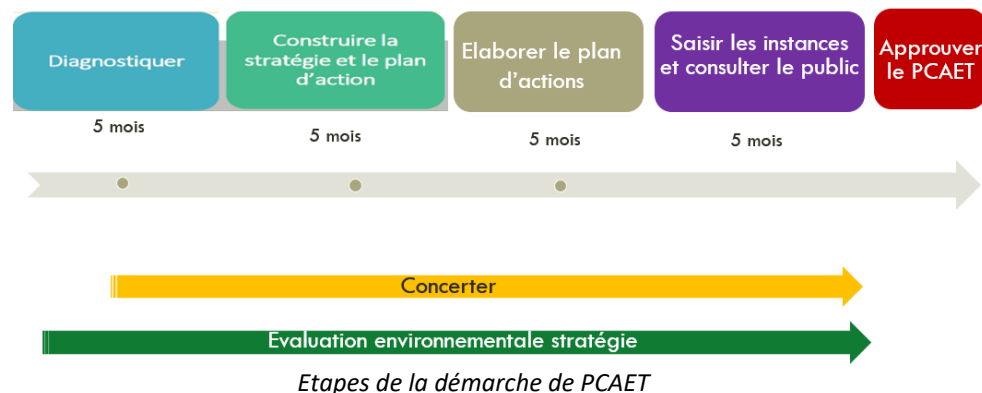 Diagnostiquer
Construire la
stratégie et le plan
d'action
Elaborer le plan
d'actions
Saisir les instances
et consulter le public
Approuver
le PCAET
5 mois
5 mois
5 mois
5 mois
Concerter
Evaluation environnementale stratégie
Etapes de la démarche de PCAET